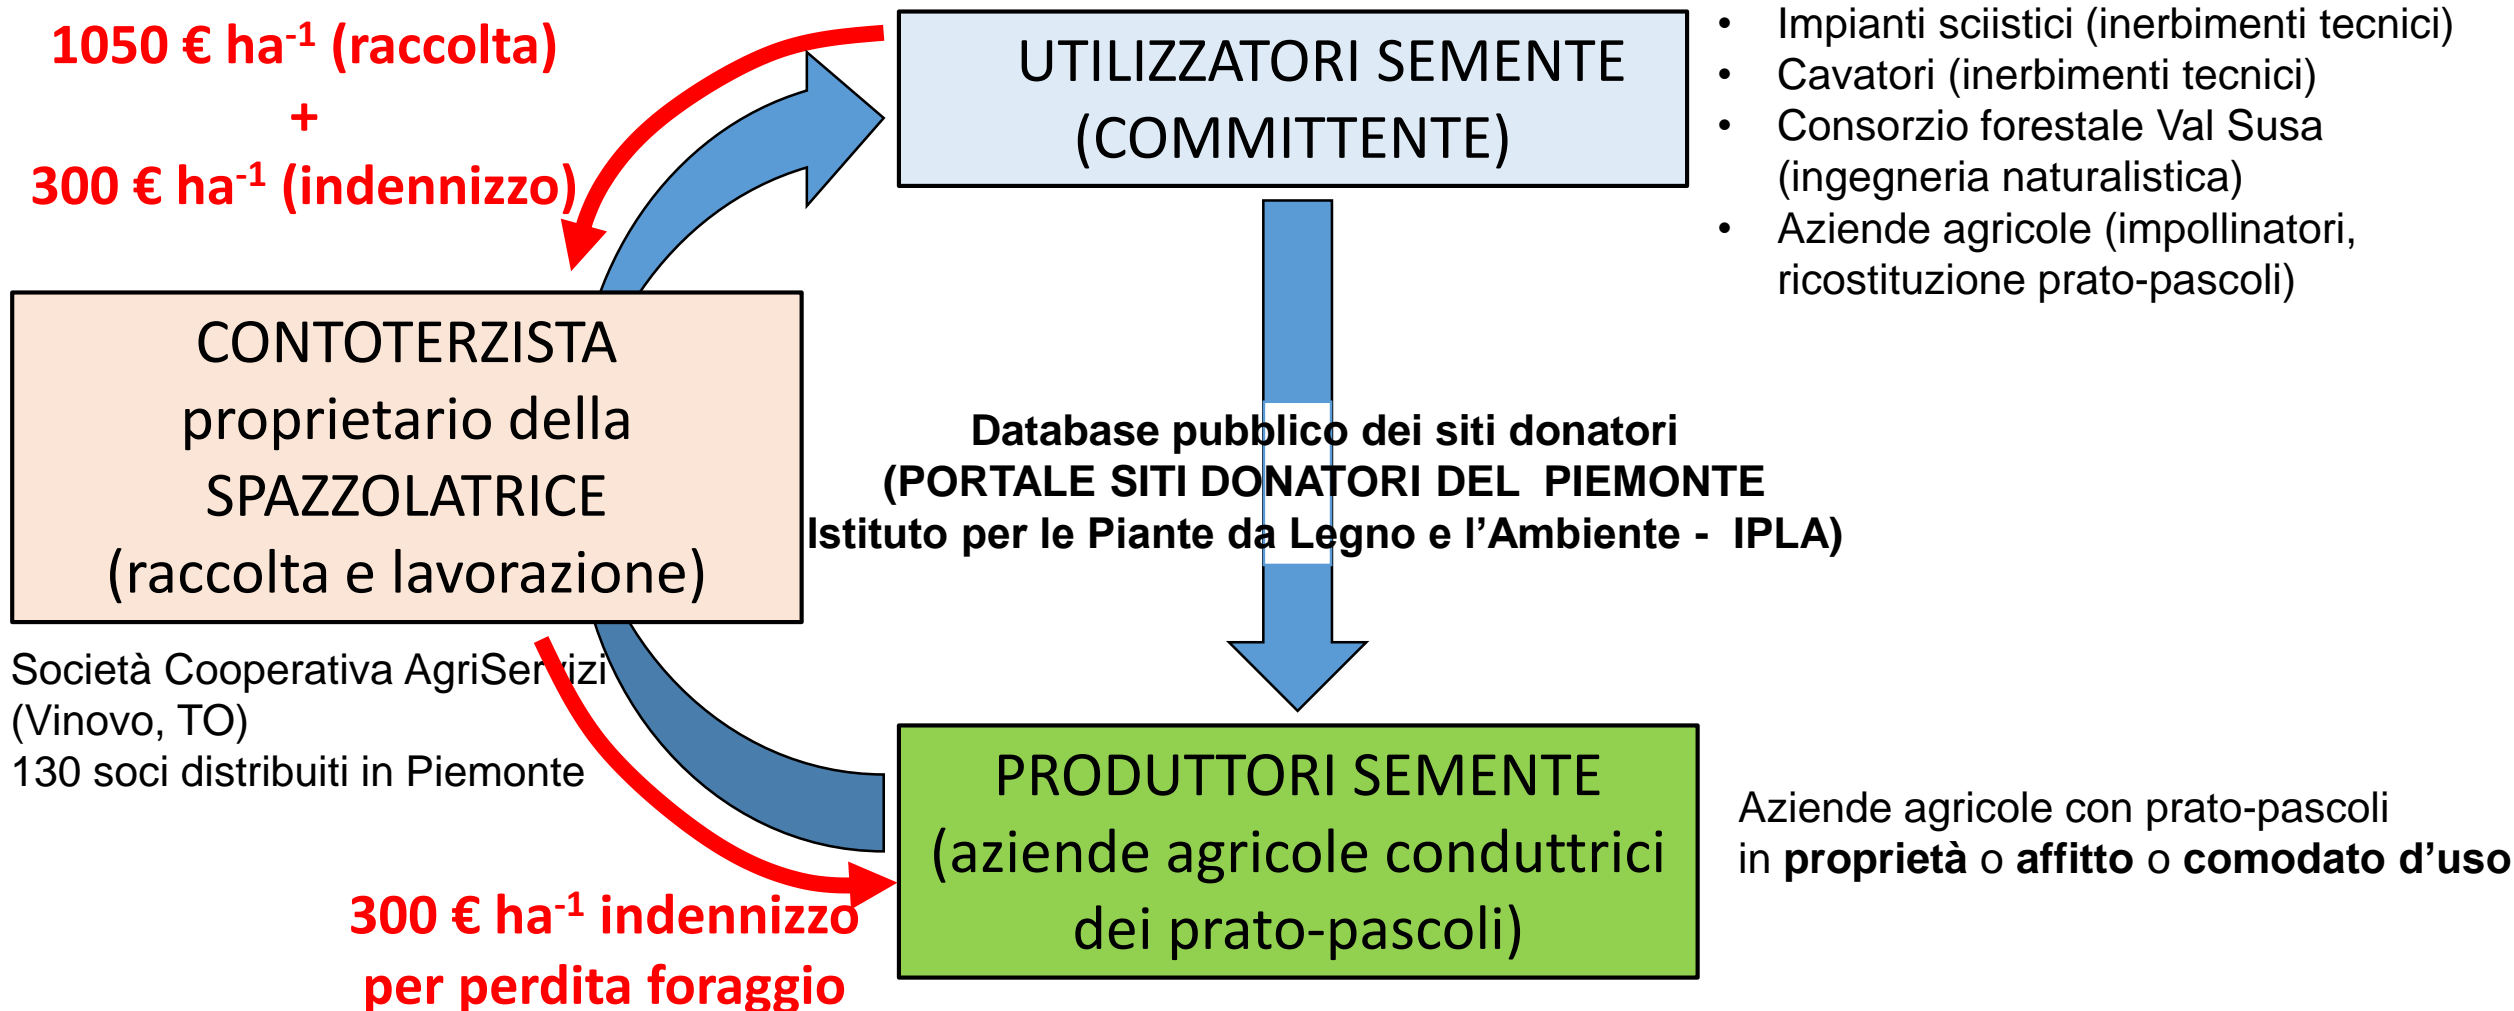 1050 € ha⁻¹ (raccolta)
+
300 € ha⁻¹ (indennizzo)
UTILIZZATORI SEMENTE
(COMMITTENTE)
• Impianti sciistici (inerbimenti tecnici)
• Cavatori (inerbimenti tecnici)
• Consorzio forestale Val Susa
(ingegneria naturalistica)
• Aziende agricole (impollinatori,
ricostituzione prato-pascoli)
CONTOTERZISTA
proprietario della
SPAZZOLATRICE
(raccolta e lavorazione)
Database pubblico dei siti donatori
(PORTALE SITI DONATORI DEL PIEMONTE
Istituto per le Piante da Legno e l’Ambiente - IPLA)
Società Cooperativa AgriServizi
(Vinovo, TO)
130 soci distribuiti in Piemonte
300 € ha⁻¹ indennizzo
per perdita foraggio
PRODUTTORI SEMENTE
(aziende agricole conduttrici
dei prato-pascoli)
Aziende agricole con prato-pascoli
in proprietà o affitto o comodato d’uso